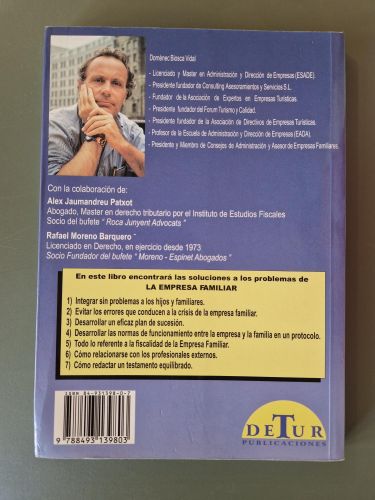 Domènec Biosca Vidal
- Licenciado y Master en Administración y Dirección de Empresas (ESADE).
- Presidente fundador de Consulting Asesoramientos y Servicios S.L.
- Fundador de la Asociación de Expertos en Empresas Turísticas.
- Presidente fundador del Forum Turismo y Calidad.
- Presidente fundador de la Asociación de Directivos de Empresas Turísticas.
- Profesor de la Escuela de Administración y Dirección de Empresas (EADA).
- Presidente y Miembro de Consejos de Administración y Asesor de Empresas Familiares.
Con la colaboración de:
Alex Jaumandreu Patxot
Abogado, Master en derecho tributario por el Instituto de Estudios Fiscales
Socio del bufete " Roca Junyent Advocats "
Rafael Moreno Barquero
Licenciado en Derecho, en ejercicio desde 1973
Socio Fundador del bufete " Moreno - Espinet Abogados "
En este libro encontrará las soluciones a los problemas de
LA EMPRESA FAMILIAR
1) Integrar sin problemas a los hijos y familiares.
2) Evitar los errores que conducen a la crisis de la empresa familiar.
3) Desarrollar un eficaz plan de sucesión.
4) Desarrollar las normas de funcionamiento entre la empresa y la familia en un protocolo.
5) Todo lo referente a la fiscalidad de la Empresa Familiar.
6) Cómo relacionarse con los profesionales externos.
7) Cómo redactar un testamento equilibrado.
ISBN 84-931398-0-7
9 788493 139803
DETUR
PUBLICACIONES